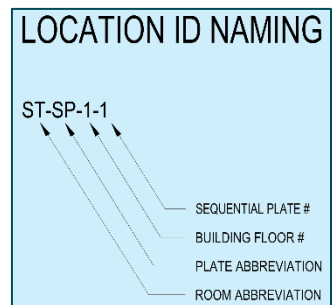 LOCATION ID NAMING
ST-SP-1-1
SEQUENTIAL PLATE #
BUILDING FLOOR #
PLATE ABBREVIATION
ROOM ABBREVIATION